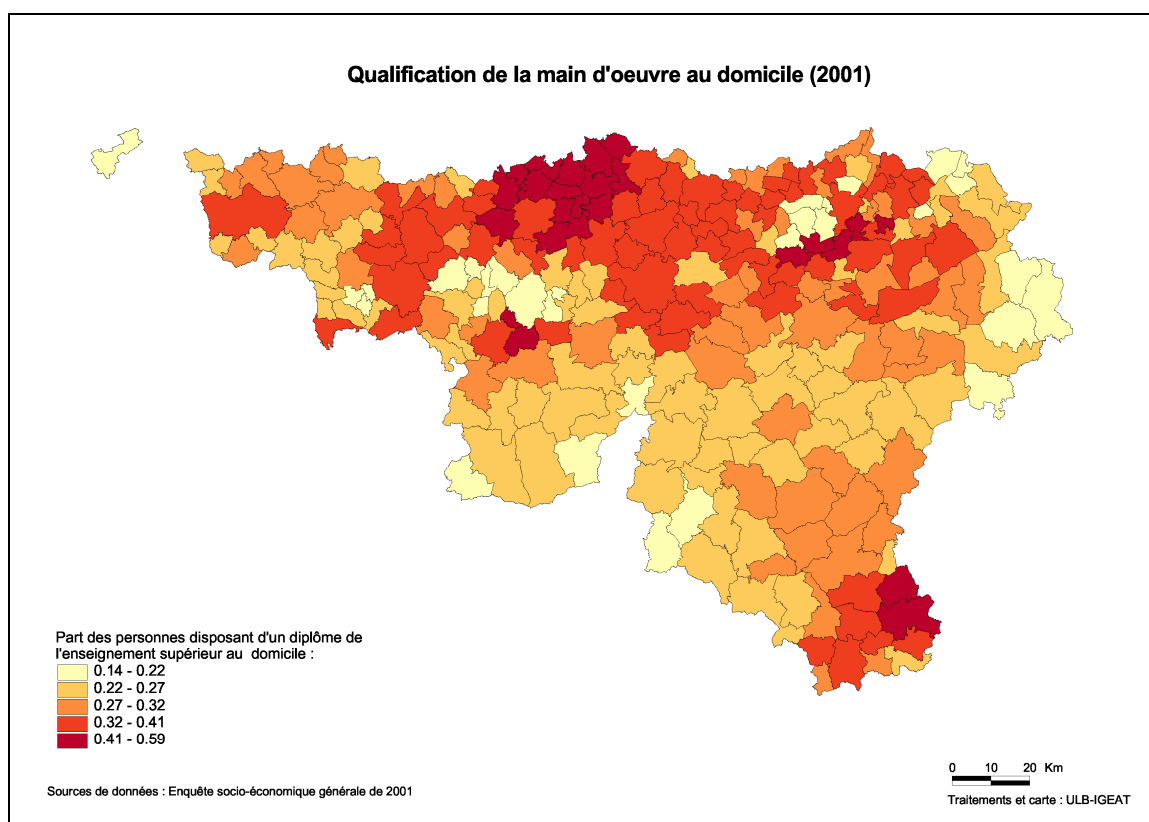 Qualification de la main d'oeuvre au domicile (2001)
Part des personnes disposant d'un diplôme de
l'enseignement supérieur au domicile :
0.14 - 0.22
0.22 - 0.27
0.27 - 0.32
0.32 - 0.41
0.41 - 0.59
0 10 20 Km
Sources de données : Enquête socio-économique générale de 2001
Traitements et carte : ULB-IGEAT